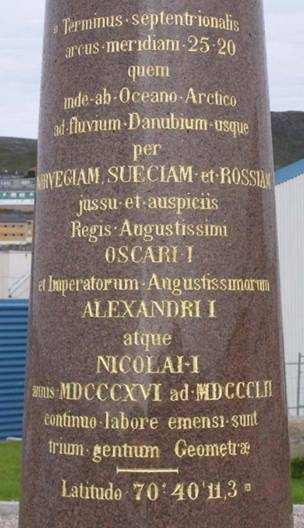 Terminus·septentrionalis
arcus·meridiani·25°20'
quem
inde·ab·Oceano·Arctico
ad·fluvium·Danubium·usque
per
NORVEGIAM, SUECIAM·et·ROSSIAM
jussu·et·auspiciis
Regis·Augustissimi
OSCARI·I
et·Imperatorum·Augustissimorum
ALEXANDRI I
atque
NICOLAI·I
annis·MDCCCXVI ad·MDCCCLII
continuo·labore emensi·sunt
trium·gentium Geometræ
Latitudo 70°40'11,3"